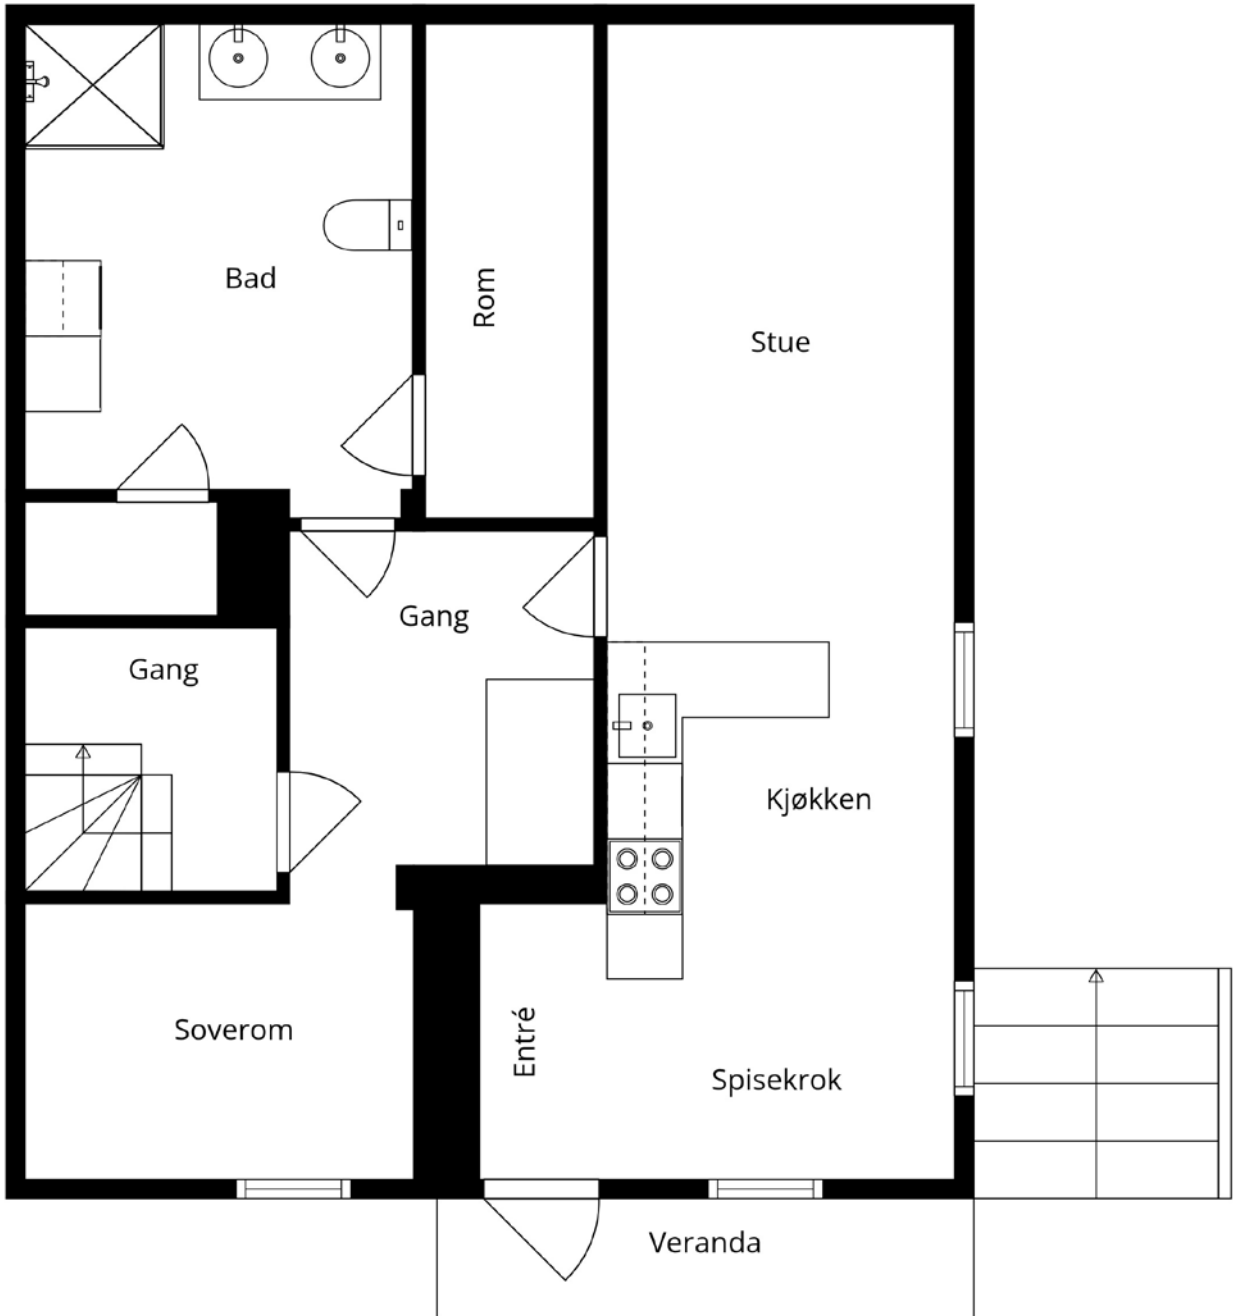 Bad
Rom
Stue
Gang
Gang
Kjøkken
Soverom
Entré
Spisekrok
Veranda